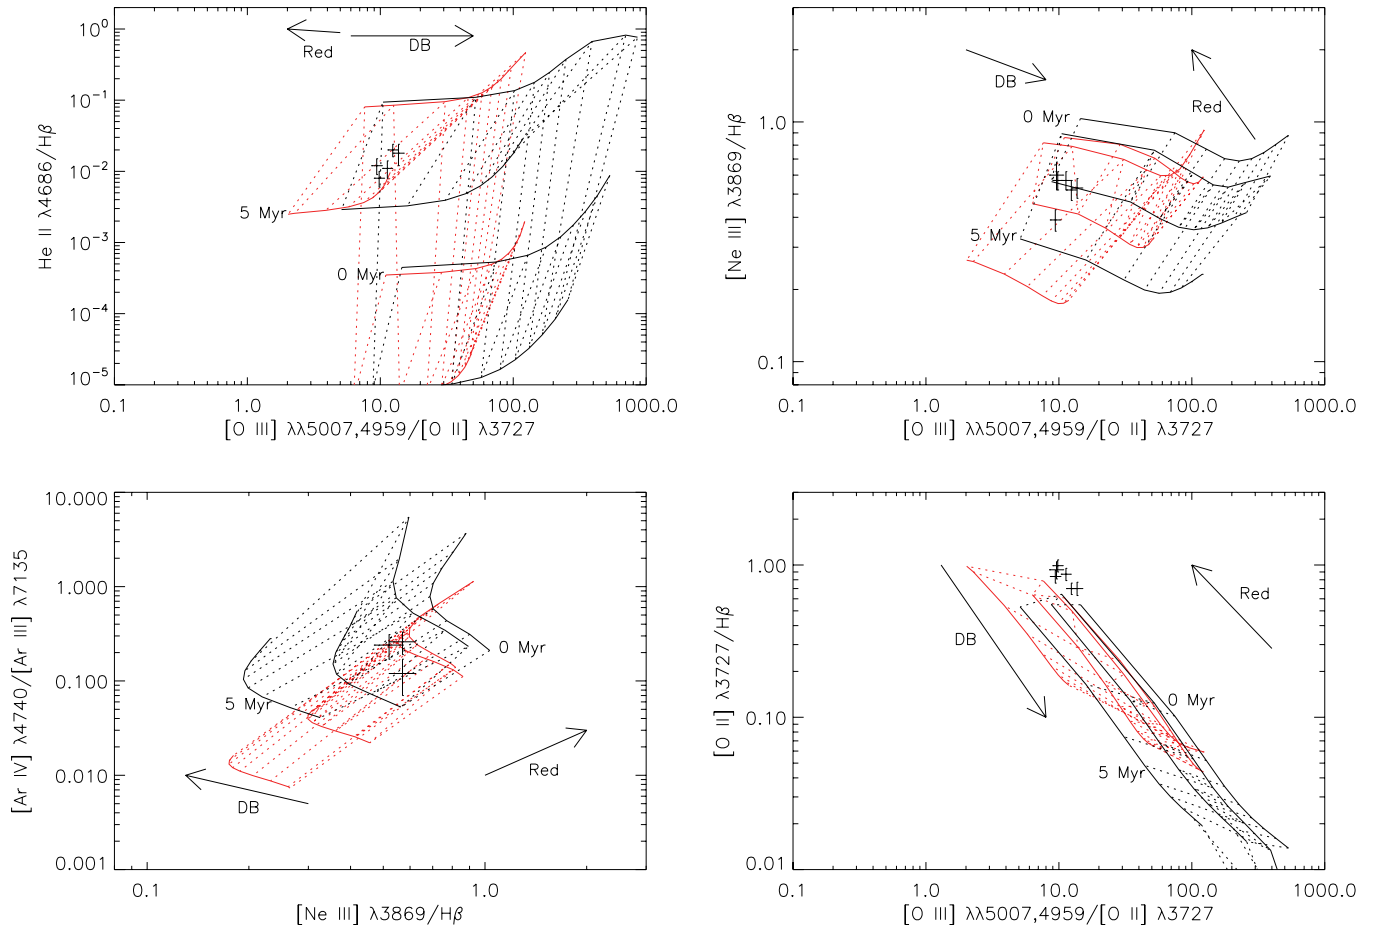 10⁰
10⁻¹
10⁻²
10⁻³
10⁻⁴
10⁻⁵
He II λ4686/Hβ
Red
DB
5 Myr
0 Myr
0.1
1.0
10.0
100.0
1000.0
[O III] λλ5007,4959/[O II] λ3727
1.0
0.1
[Ne III] λ3869/Hβ
DB
Red
0 Myr
5 Myr
0.1
1.0
10.0
100.0
1000.0
[O III] λλ5007,4959/[O II] λ3727
10.000
1.000
0.100
0.010
0.001
[Ar IV] λ4740/[Ar III] λ7135
0 Myr
5 Myr
DB
Red
0.1
1.0
[Ne III] λ3869/Hβ
1.00
0.10
0.01
[O II] λ3727/Hβ
DB
Red
0 Myr
5 Myr
0.1
1.0
10.0
100.0
1000.0
[O III] λλ5007,4959/[O II] λ3727